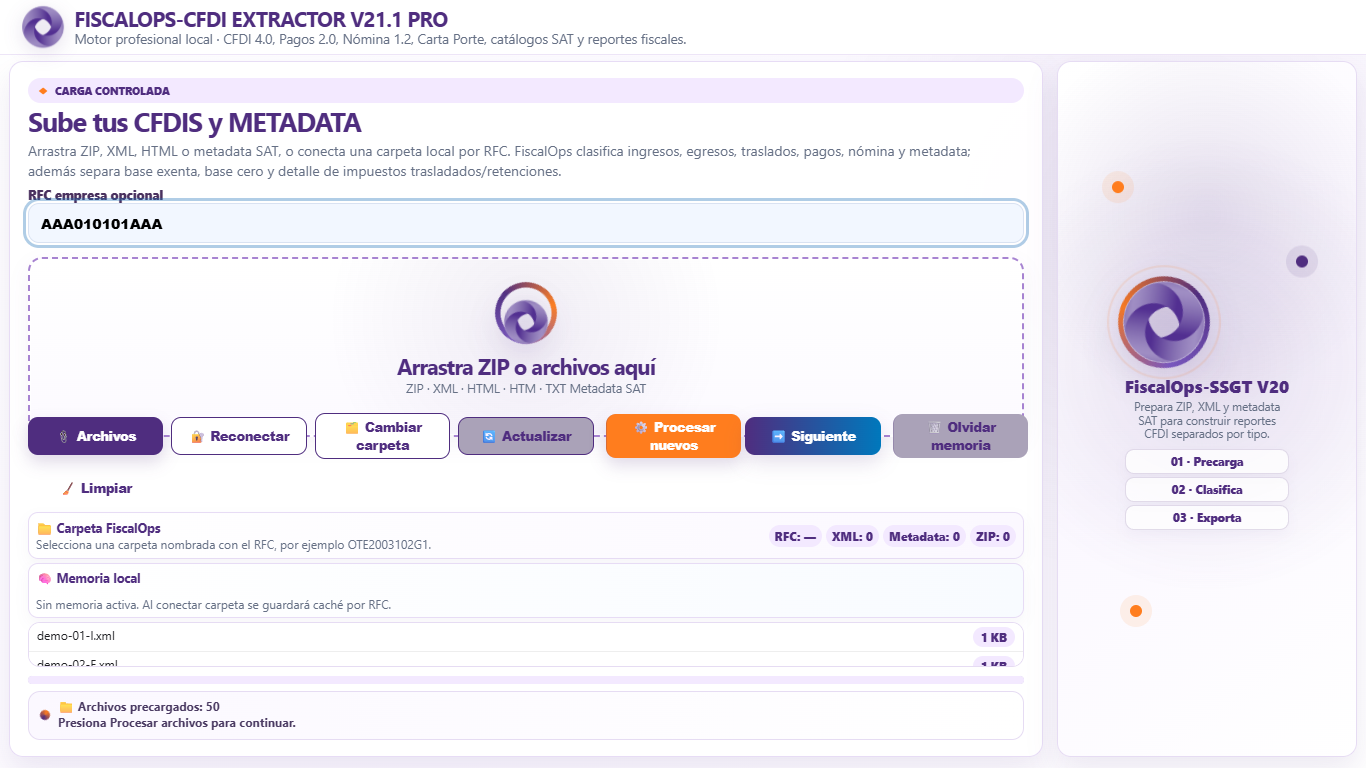 FISCALOPS-CFDI EXTRACTOR V21.1 PRO
Motor profesional local · CFDI 4.0, Pagos 2.0, Nómina 1.2, Carta Porte, catálogos SAT y reportes fiscales.
CARGA CONTROLADA
Sube tus CFDIS y METADATA
Arrastra ZIP, XML, HTML o metadata SAT, o conecta una carpeta local por RFC. FiscalOps clasifica ingresos, egresos, traslados, pagos, nómina y metadata;
además separa base exenta, base cero y detalle de impuestos trasladados/retenciones.
RFC empresa opcional
AAA010101AAA
Arrastra ZIP o archivos aquí
ZIP · XML · HTML · HTM · TXT Metadata SAT
Archivos
Reconectar
Cambiar
carpeta
Actualizar
Procesar
nuevos
Siguiente
Olvidar
memoria
Limpiar
Carpeta FiscalOps
Selecciona una carpeta nombrada con el RFC, por ejemplo OTE2003102G1.
RFC: —
XML: 0
Metadata: 0
ZIP: 0
Memoria local
Sin memoria activa. Al conectar carpeta se guardará caché por RFC.
demo-01-I.xml
1 KB
demo-02-E.xml
1 KB
Archivos precargados: 50
Presiona Procesar archivos para continuar.
FiscalOps-SSGT V20
Prepara ZIP, XML y metadata
SAT para construir reportes
CFDI separados por tipo.
01 · Precarga
02 · Clasifica
03 · Exporta